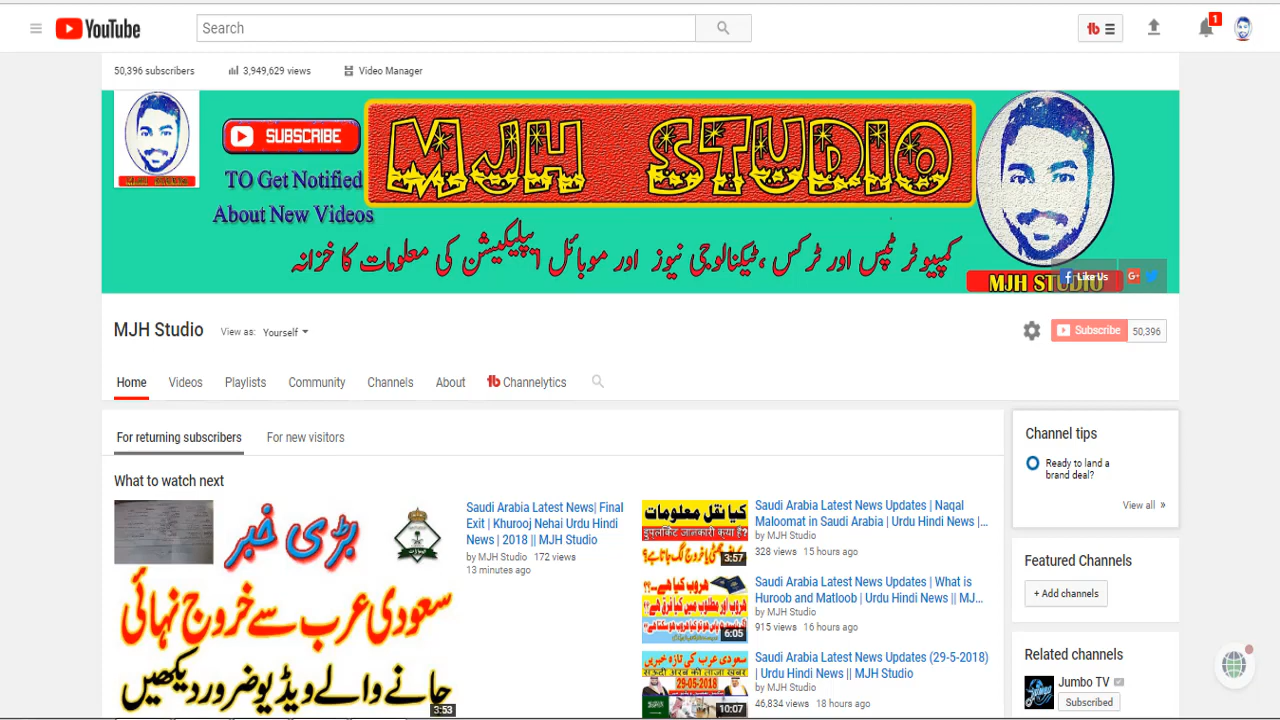 YouTube
Search
1
50,396 subscribers
3,949,629 views
Video Manager
SUBSCRIBE
TO Get Notified
About New Videos
MJH STUDIO
کمپیوٹر ٹپس اور ٹرکس ،ٹیکنالوجی نیوز اور موبائل اپپلیکیشن کی معلومات کا خزانہ
MJH STUDIO
MJH STUDIO
Like Us
G+
MJH Studio
View as: Yourself
Subscribe 50,396
Home
Videos
Playlists
Community
Channels
About
Channelytics
For returning subscribers
For new visitors
What to watch next
بڑی خبر
سعودی عرب سے خروج نہائی
جانے والے ویڈیو ضرور دیکھیں
3:53
Saudi Arabia Latest News| Final
Exit | Khurooj Nehai Urdu Hindi
News | 2018 || MJH Studio
by MJH Studio 172 views
13 minutes ago
کیا نقل معلومات
3:57
Saudi Arabia Latest News Updates | Naqal
Maloomat in Saudi Arabia | Urdu Hindi News |...
by MJH Studio
328 views 15 hours ago
6:05
Saudi Arabia Latest News Updates | What is
Huroob and Matloob | Urdu Hindi News || MJ...
by MJH Studio
915 views 16 hours ago
سعودی عرب کی تازہ خبریں
सऊदी अरब की ताज़ा खबर
29-05-2018
10:07
Saudi Arabia Latest News Updates (29-5-2018)
| Urdu Hindi News || MJH Studio
by MJH Studio
46,834 views 18 hours ago
Channel tips
Ready to land a
brand deal?
View all »
Featured Channels
+ Add channels
Related channels
Jumbo TV
Subscribed